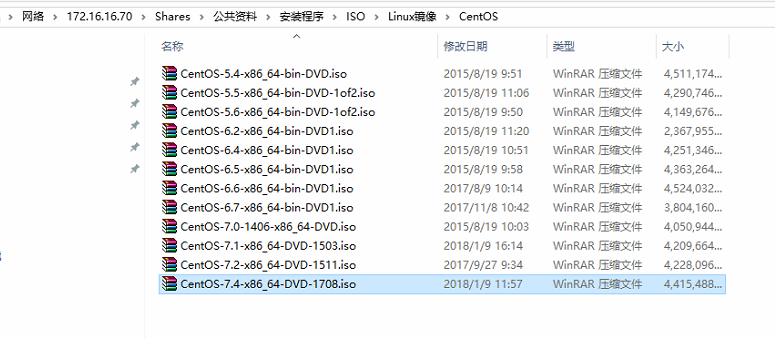 网络 > 172.16.16.70 > Shares > 公共资料 > 安装程序 > ISO > Linux镜像 > CentOS
名称 修改日期 类型 大小
CentOS-5.4-x86_64-bin-DVD.iso 2015/8/19 9:51 WinRAR 压缩文件 4,511,174...
CentOS-5.5-x86_64-bin-DVD-1of2.iso 2015/8/19 11:06 WinRAR 压缩文件 4,290,746...
CentOS-5.6-x86_64-bin-DVD-1of2.iso 2015/8/19 9:50 WinRAR 压缩文件 4,149,676...
CentOS-6.2-x86_64-bin-DVD1.iso 2015/8/19 11:20 WinRAR 压缩文件 2,367,955...
CentOS-6.4-x86_64-bin-DVD1.iso 2015/8/19 10:51 WinRAR 压缩文件 4,251,346...
CentOS-6.5-x86_64-bin-DVD1.iso 2015/8/19 9:58 WinRAR 压缩文件 4,363,264...
CentOS-6.6-x86_64-bin-DVD1.iso 2017/8/9 10:14 WinRAR 压缩文件 4,524,032...
CentOS-6.7-x86_64-bin-DVD1.iso 2017/11/8 10:42 WinRAR 压缩文件 3,804,160...
CentOS-7.0-1406-x86_64-DVD.iso 2015/8/19 10:03 WinRAR 压缩文件 4,050,944...
CentOS-7.1-x86_64-DVD-1503.iso 2018/1/9 16:14 WinRAR 压缩文件 4,209,664...
CentOS-7.2-x86_64-DVD-1511.iso 2017/9/27 9:34 WinRAR 压缩文件 4,228,096...
CentOS-7.4-x86_64-DVD-1708.iso 2018/1/9 11:57 WinRAR 压缩文件 4,415,488...